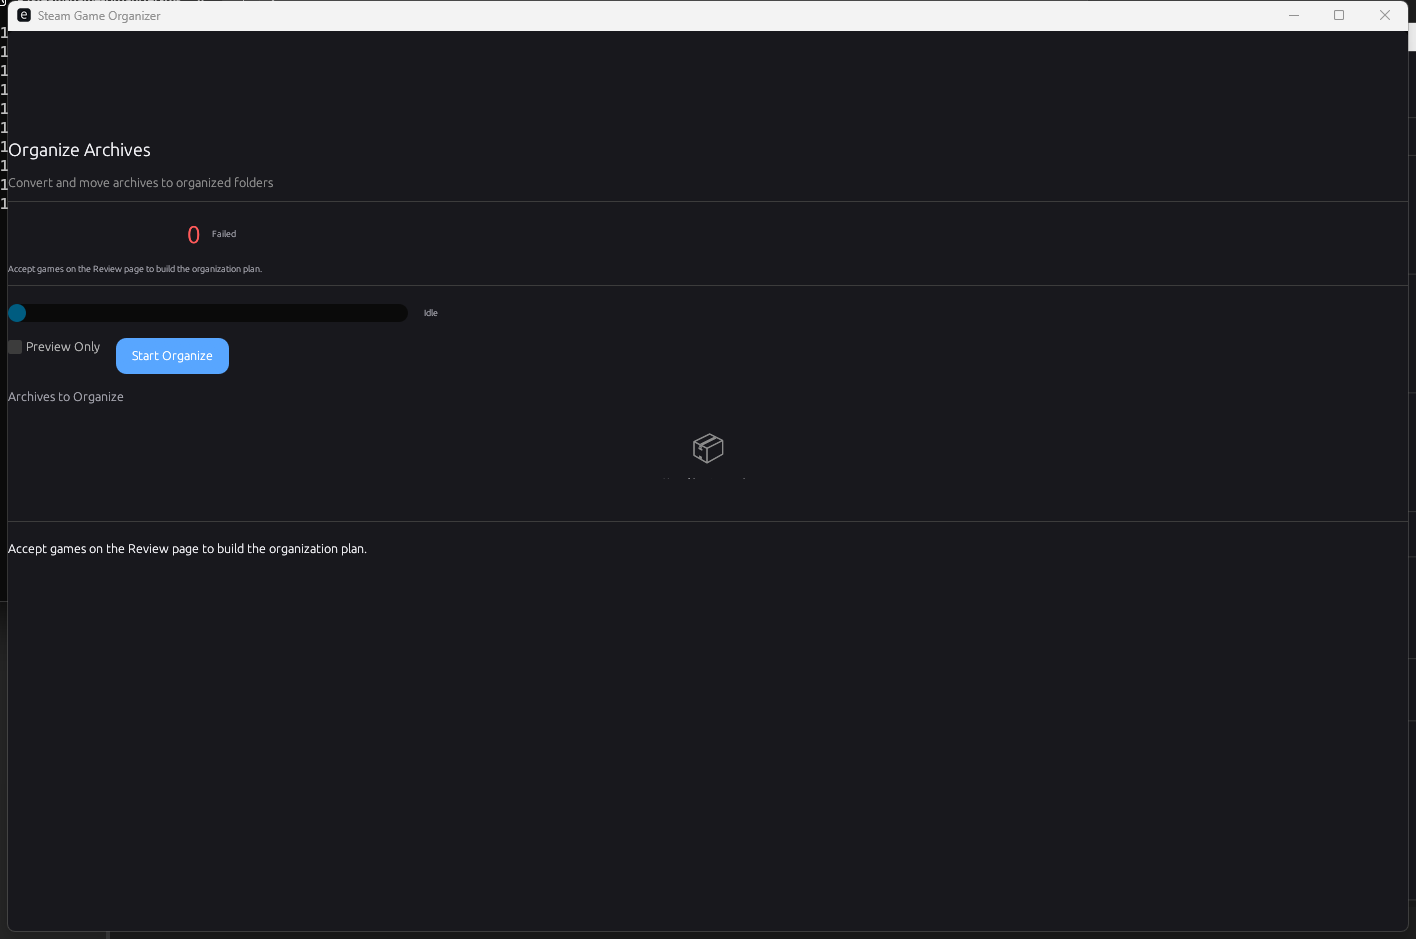 Steam Game Organizer
1
1
1
1
1
1
1
1
1
1
Organize Archives
Convert and move archives to organized folders
0 Failed
Accept games on the Review page to build the organization plan.
Idle
Preview Only
Start Organize
Archives to Organize
Accept games on the Review page to build the organization plan.